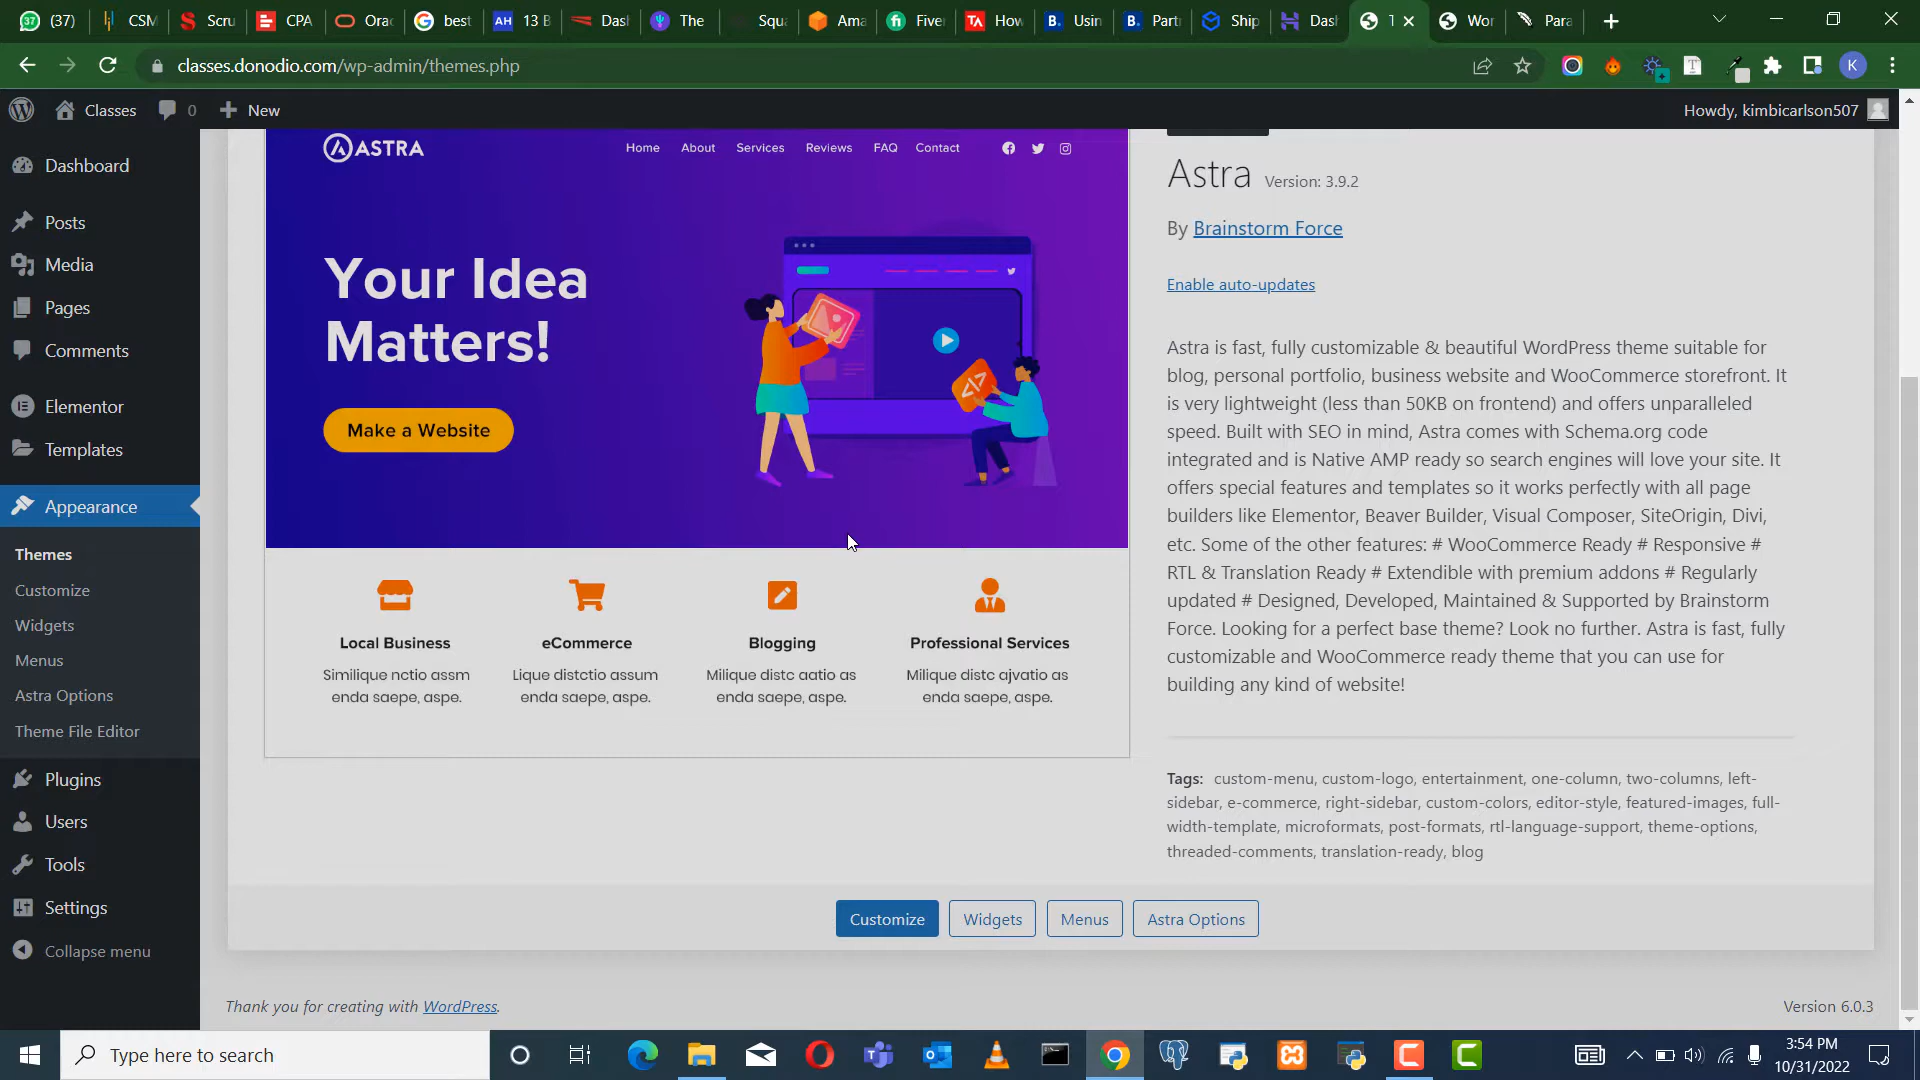 (37) CSM Scru CPA Orac best 13 B Dash The Squa Ama Five How Usin Part Ship Dash T Wor Para
classes.donodio.com/wp-admin/themes.php
Classes 0 New Howdy, kimbicarlson507
Dashboard
Posts
Media
Pages
Comments
Elementor
Templates
Appearance
Themes
Customize
Widgets
Menus
Astra Options
Theme File Editor
Plugins
Users
Tools
Settings
Collapse menu
ASTRA Home About Services Reviews FAQ Contact
Your Idea
Matters!
Make a Website
Local Business
Similique nctio assm
enda saepe, aspe.
eCommerce
Lique distctio assum
enda saepe, aspe.
Blogging
Milique distc aatio as
enda saepe, aspe.
Professional Services
Milique distc ajvatio as
enda saepe, aspe.
Astra Version: 3.9.2
By Brainstorm Force
Enable auto-updates
Astra is fast, fully customizable & beautiful WordPress theme suitable for
blog, personal portfolio, business website and WooCommerce storefront. It
is very lightweight (less than 50KB on frontend) and offers unparalleled
speed. Built with SEO in mind, Astra comes with Schema.org code
integrated and is Native AMP ready so search engines will love your site. It
offers special features and templates so it works perfectly with all page
builders like Elementor, Beaver Builder, Visual Composer, SiteOrigin, Divi,
etc. Some of the other features: # WooCommerce Ready # Responsive #
RTL & Translation Ready # Extendible with premium addons # Regularly
updated # Designed, Developed, Maintained & Supported by Brainstorm
Force. Looking for a perfect base theme? Look no further. Astra is fast, fully
customizable and WooCommerce ready theme that you can use for
building any kind of website!
Tags: custom-menu, custom-logo, entertainment, one-column, two-columns, left-
sidebar, e-commerce, right-sidebar, custom-colors, editor-style, featured-images, full-
width-template, microformats, post-formats, rtl-language-support, theme-options,
threaded-comments, translation-ready, blog
Customize Widgets Menus Astra Options
Thank you for creating with WordPress. Version 6.0.3
Type here to search
3:54 PM
10/31/2022